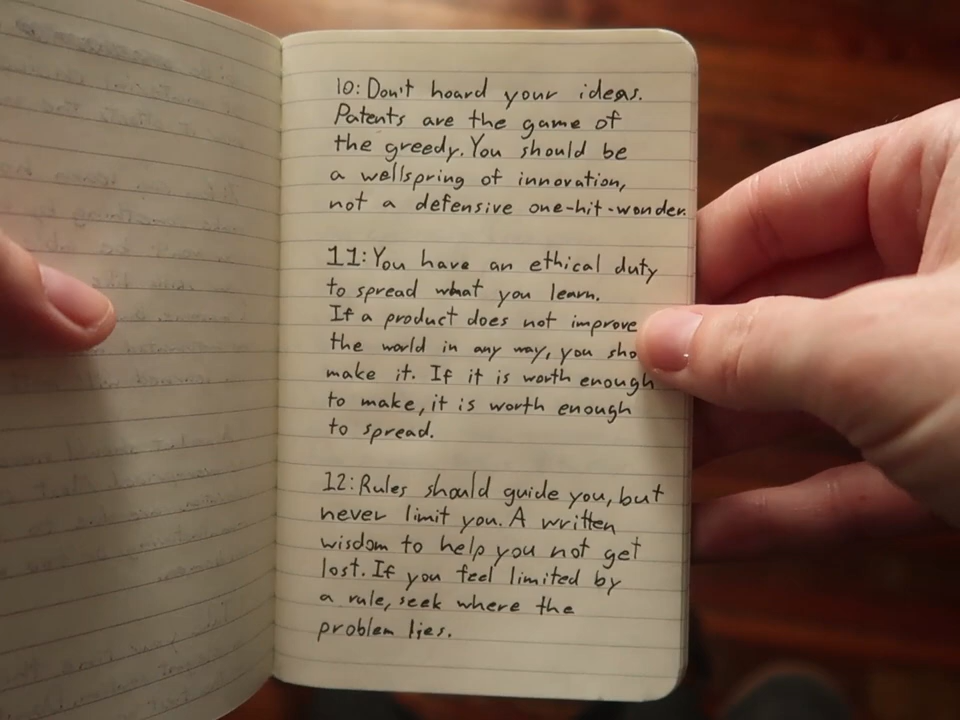 10: Don't hoard your ideas.
Patents are the game of
the greedy. You should be
a wellspring of innovation,
not a defensive one-hit-wonder.
11: You have an ethical duty
to spread what you learn.
If a product does not improve
the world in any way, you sho
make it. If it is worth enough
to make, it is worth enough
to spread.
12: Rules should guide you, but
never limit you. A written
wisdom to help you not get
lost. If you feel limited by
a rule, seek where the
problem lies.